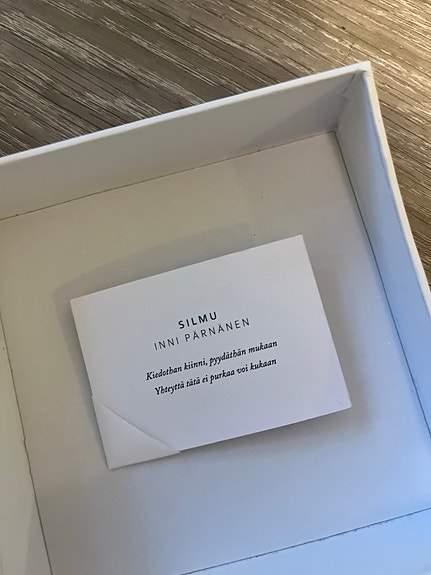 SILMU
INNI PÄRNÄNEN
Kiedothan kiinni, pyydäthän mukaan
Yhteyttä tätä ei purkaa voi kukaan